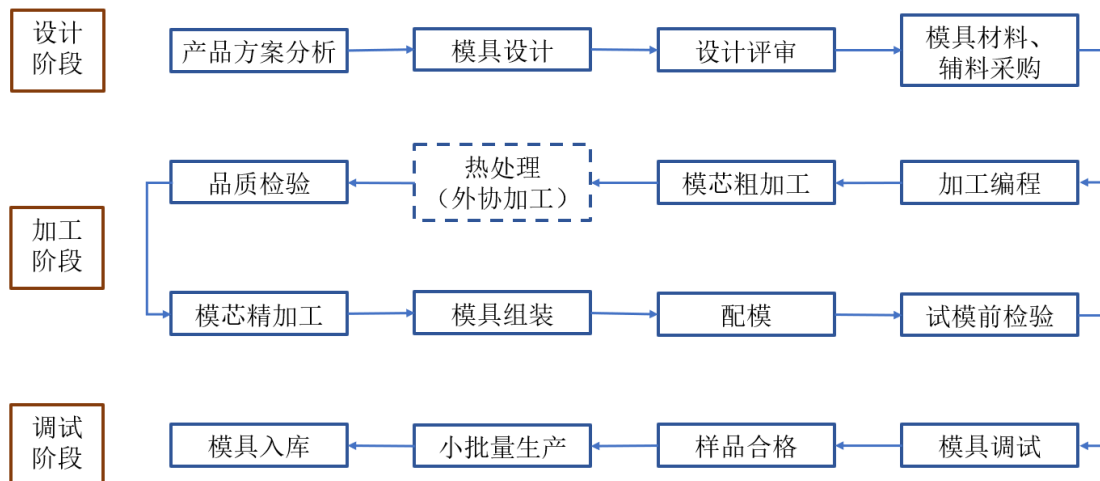 设计
阶段
产品方案分析
模具设计
设计评审
模具材料、
辅料采购
品质检验
热处理
（外协加工）
模芯粗加工
加工编程
加工
阶段
模芯精加工
模具组装
配模
试模前检验
调试
阶段
模具入库
小批量生产
样品合格
模具调试